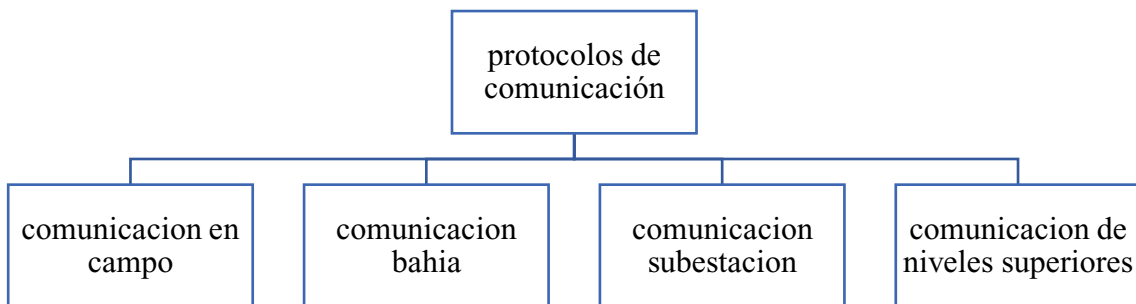 protocolos de
comunicación
comunicacion en
campo
comunicacion
bahia
comunicacion
subestacion
comunicacion de
niveles superiores